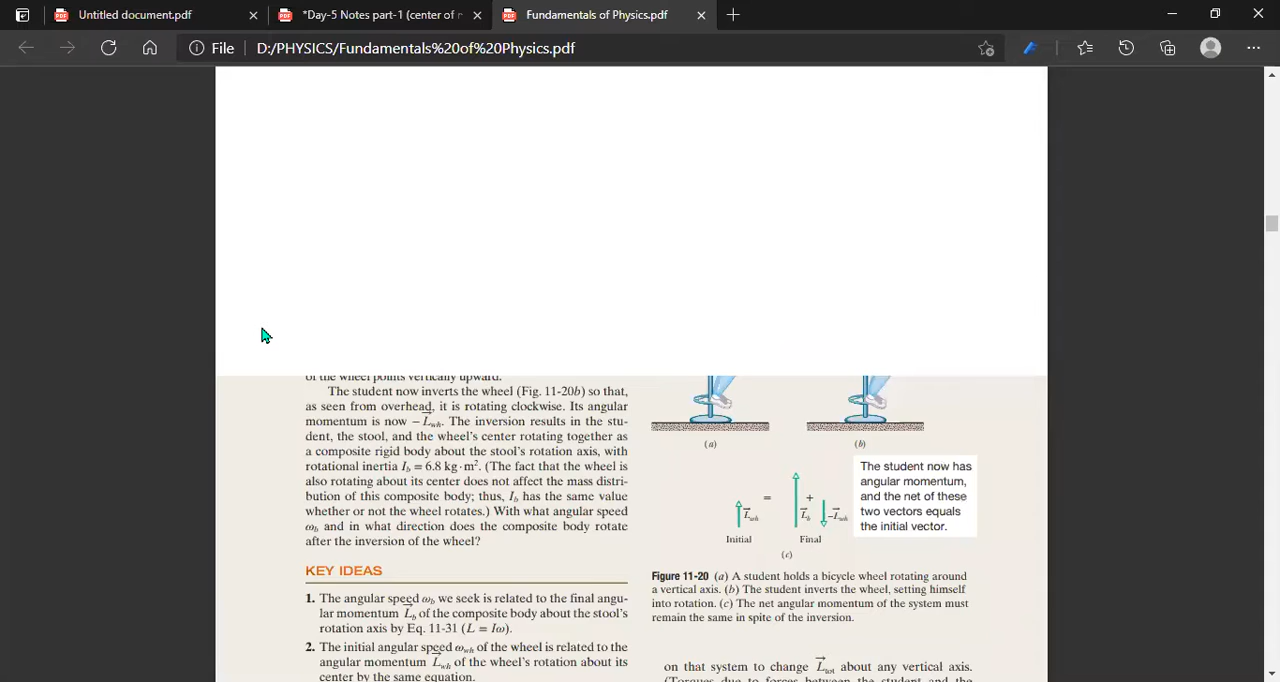 Untitled document.pdf
*Day-5 Notes part-1 (center of r
Fundamentals of Physics.pdf
File
D:/PHYSICS/Fundamentals%20of%20Physics.pdf
of the wheel points vertically upward.
The student now inverts the wheel (Fig. 11-20b) so that,
as seen from overhead, it is rotating clockwise. Its angular
momentum is now −L⃗wh. The inversion results in the stu-
dent, the stool, and the wheel's center rotating together as
a composite rigid body about the stool's rotation axis, with
rotational inertia Ib = 6.8 kg·m². (The fact that the wheel is
also rotating about its center does not affect the mass distri-
bution of this composite body; thus, Ib has the same value
whether or not the wheel rotates.) With what angular speed
ωb and in what direction does the composite body rotate
after the inversion of the wheel?
KEY IDEAS
1. The angular speed ωb we seek is related to the final angu-
lar momentum L⃗b of the composite body about the stool's
rotation axis by Eq. 11-31 (L = Iω).
2. The initial angular speed ωwh of the wheel is related to the
angular momentum L⃗wh of the wheel's rotation about its
center by the same equation.
(a)
(b)
L⃗wh
=
L⃗b
+
−L⃗wh
Initial
Final
(c)
The student now has
angular momentum,
and the net of these
two vectors equals
the initial vector.
Figure 11-20 (a) A student holds a bicycle wheel rotating around
a vertical axis. (b) The student inverts the wheel, setting himself
into rotation. (c) The net angular momentum of the system must
remain the same in spite of the inversion.
on that system to change L⃗tot about any vertical axis.
(Torques due to forces between the student and the